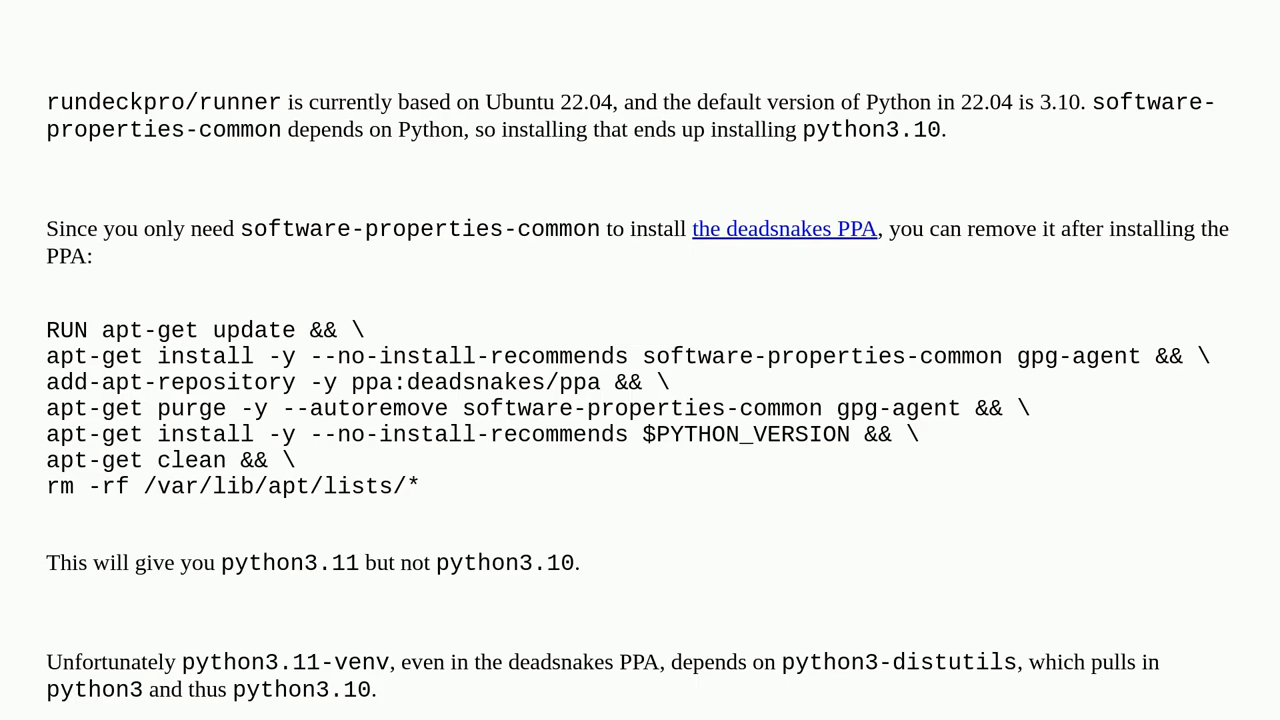 rundeckpro/runner is currently based on Ubuntu 22.04, and the default version of Python in 22.04 is 3.10. software-
properties-common depends on Python, so installing that ends up installing python3.10.
Since you only need software-properties-common to install the deadsnakes PPA, you can remove it after installing the
PPA:
RUN apt-get update && \
apt-get install -y --no-install-recommends software-properties-common gpg-agent && \
add-apt-repository -y ppa:deadsnakes/ppa && \
apt-get purge -y --autoremove software-properties-common gpg-agent && \
apt-get install -y --no-install-recommends $PYTHON_VERSION && \
apt-get clean && \
rm -rf /var/lib/apt/lists/*
This will give you python3.11 but not python3.10.
Unfortunately python3.11-venv, even in the deadsnakes PPA, depends on python3-distutils, which pulls in
python3 and thus python3.10.